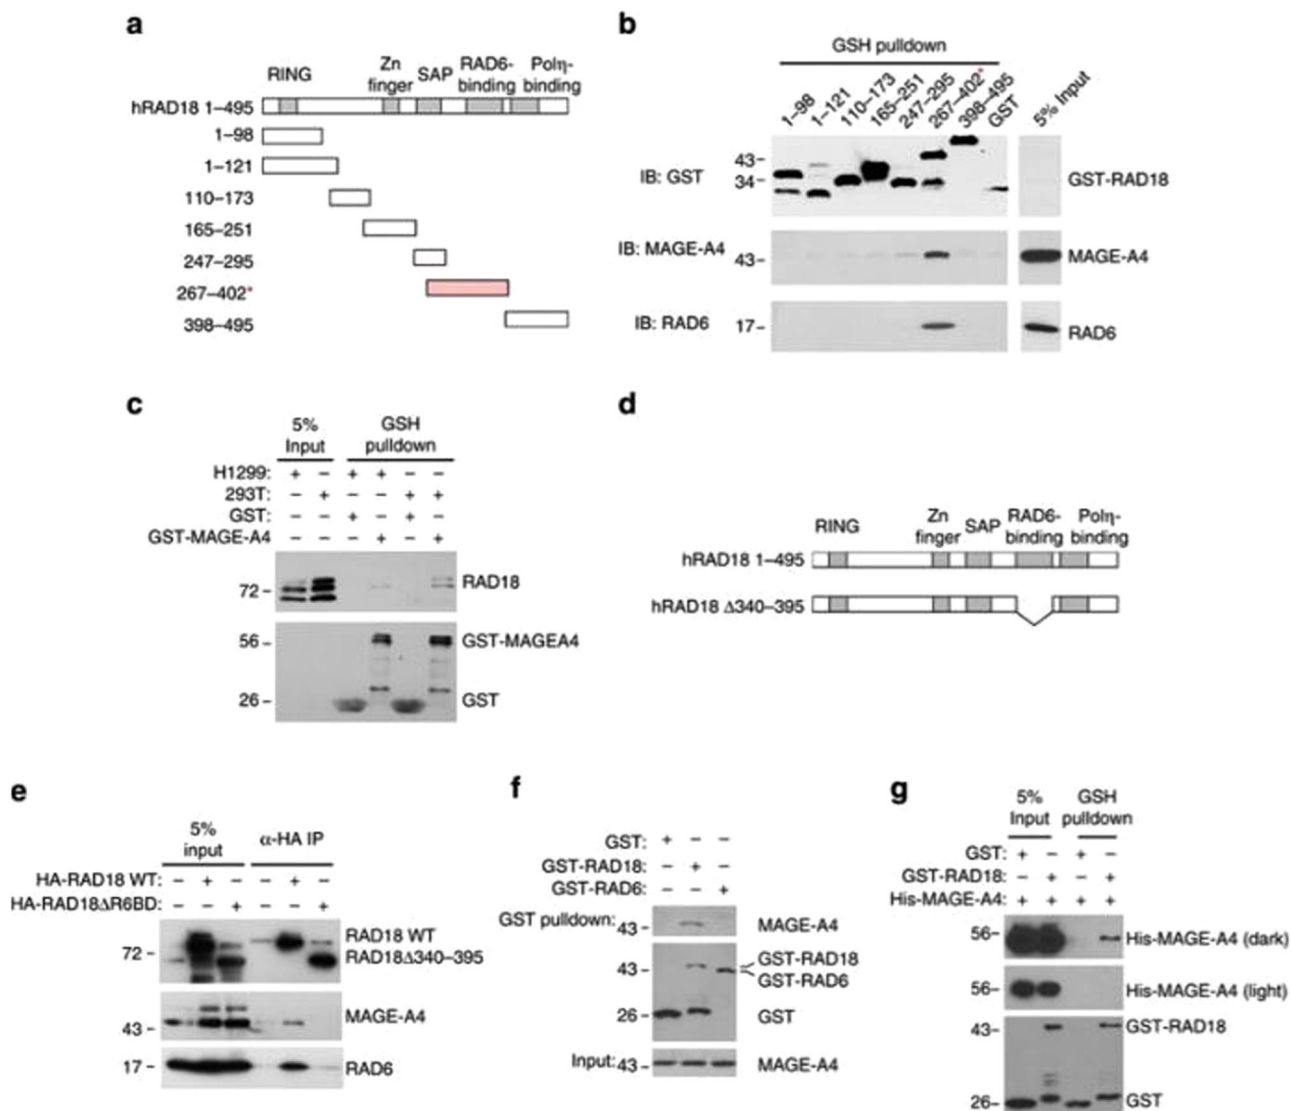 a
RING
Zn finger
SAP
RAD6-binding
Polη-binding
hRAD18 1–495
1–98
1–121
110–173
165–251
247–295
267–402*
398–495
b
GSH pulldown
1–98
1–121
110–173
165–251
247–295
267–402*
398–495
GST
5% Input
IB: GST
43–
34–
GST-RAD18
IB: MAGE-A4
43–
MAGE-A4
IB: RAD6
17–
RAD6
c
5% Input
GSH pulldown
H1299: + – + + – –
293T: – + – – + +
GST: – – + – + –
GST-MAGE-A4 – – – + – +
72 –
RAD18
56 –
GST-MAGEA4
26 –
GST
d
RING
Zn finger
SAP
RAD6-binding
Polη-binding
hRAD18 1–495
hRAD18 Δ340–395
e
5% input
α-HA IP
HA-RAD18 WT: – + – – + –
HA-RAD18ΔR6BD: – – + – – +
72 –
RAD18 WT
RAD18Δ340–395
43 –
MAGE-A4
17 –
RAD6
f
GST: + – –
GST-RAD18: – + –
GST-RAD6: – – +
GST pulldown: 43 –
MAGE-A4
43 –
GST-RAD18
GST-RAD6
26 –
GST
Input: 43 –
MAGE-A4
g
5% Input
GSH pulldown
GST: + – + –
GST-RAD18: – + – +
His-MAGE-A4: + + + +
56–
His-MAGE-A4 (dark)
56–
His-MAGE-A4 (light)
43–
GST-RAD18
26–
GST